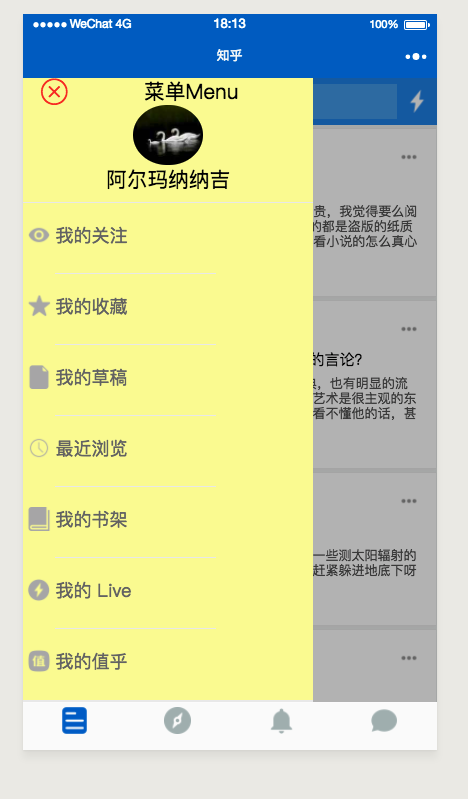 WeChat 4G 18:13 100%
知乎
菜单Menu
阿尔玛纳纳吉
我的关注
贵，我觉得要么阅
的都是盗版的纸质
看小说的怎么真心
我的收藏
的言论?
我的草稿
，也有明显的流
艺术是很主观的东
看不懂他的话，甚
最近浏览
我的书架
一些测太阳辐射的
赶紧躲进地底下呀
我的 Live
值 我的值乎